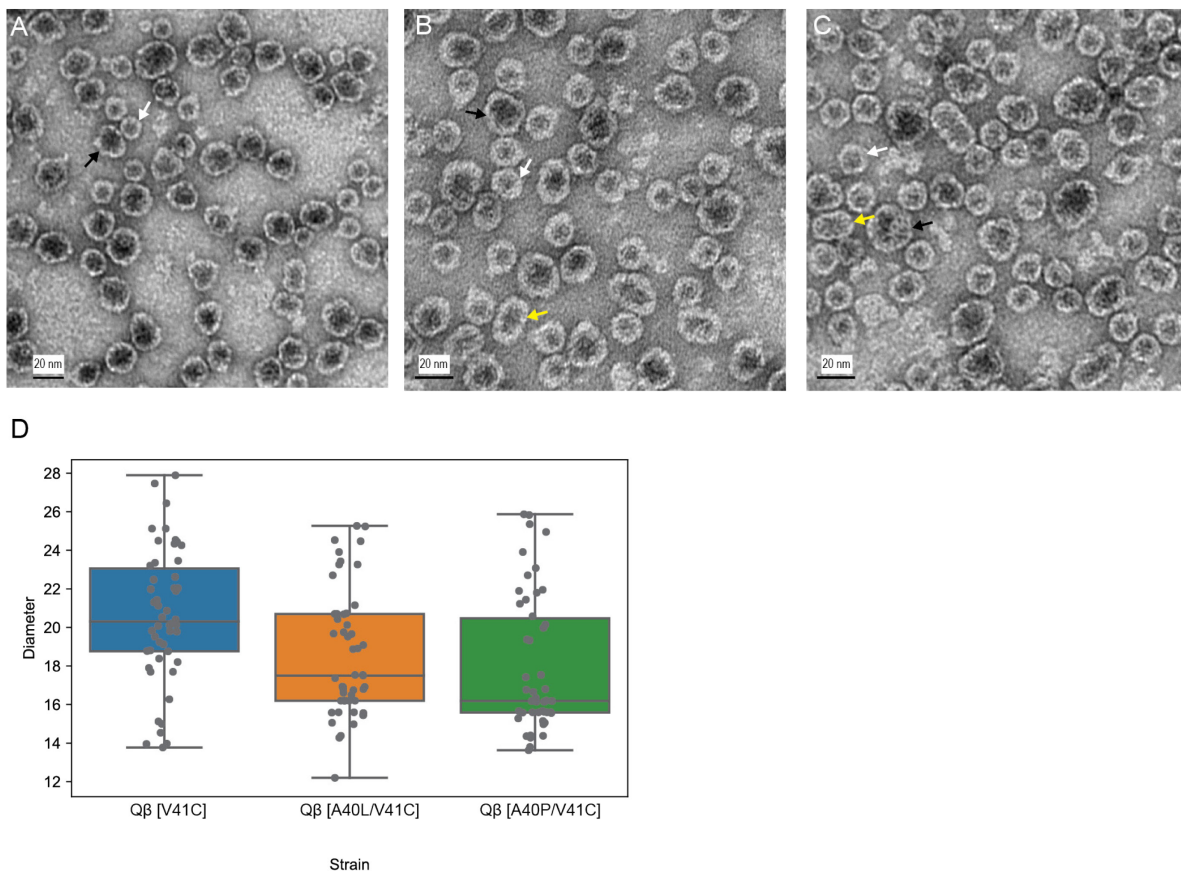 A
B
C
20 nm
20 nm
20 nm
D
28
26
24
22
20
18
16
14
12
Diameter
Qβ [V41C]
Qβ [A40L/V41C]
Qβ [A40P/V41C]
Strain